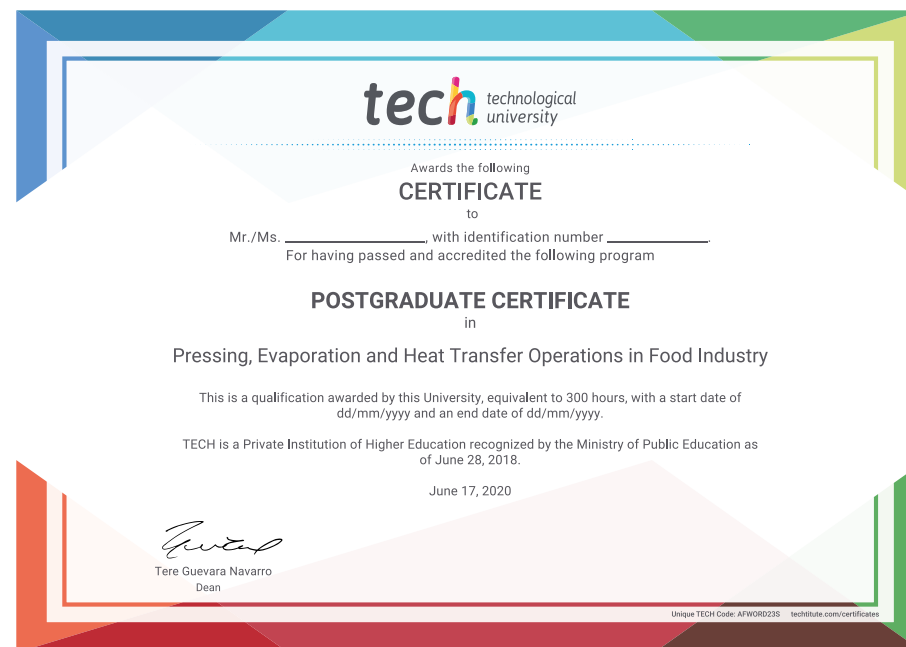 tech technological
university
Awards the following
CERTIFICATE
to
Mr./Ms. ____________________, with identification number ______________.
For having passed and accredited the following program
POSTGRADUATE CERTIFICATE
in
Pressing, Evaporation and Heat Transfer Operations in Food Industry
This is a qualification awarded by this University, equivalent to 300 hours, with a start date of
dd/mm/yyyy and an end date of dd/mm/yyyy.
TECH is a Private Institution of Higher Education recognized by the Ministry of Public Education as
of June 28, 2018.
June 17, 2020
Tere Guevara Navarro
Dean
Unique TECH Code: AFWORD23S techtitute.com/certificates